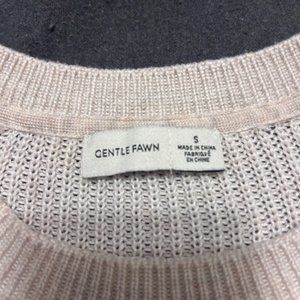 GENTLE FAWN
S
MADE IN CHINA
FABRIQUÉ
EN CHINE